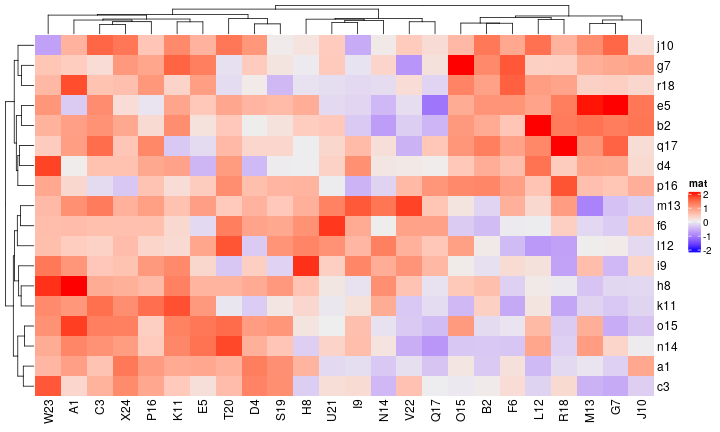 j10
g7
r18
e5
b2
q17
d4
p16
m13
f6
l12
i9
h8
k11
o15
n14
a1
c3
W23 A1 C3 X24 P16 K11 E5 T20 D4 S19 H8 U21 I9 N14 V22 Q17 O15 B2 F6 L12 R18 M13 G7 J10
mat
2
1
0
-1
-2